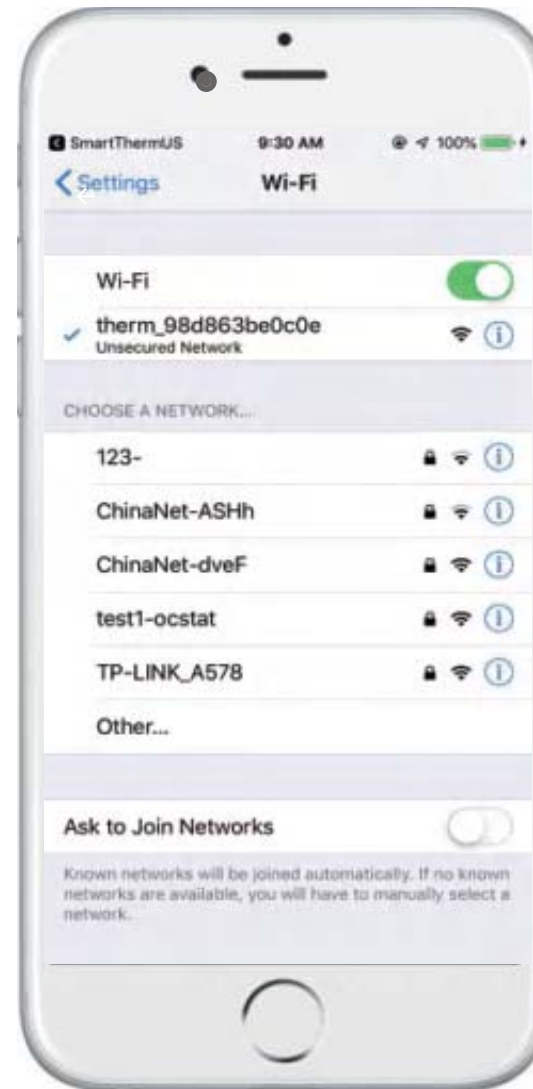 SmartThermUS 9:30 AM 100%
Settings Wi-Fi
Wi-Fi
therm_98d863be0c0e
Unsecured Network
CHOOSE A NETWORK...
123-
ChinaNet-ASHh
ChinaNet-dveF
test1-ocstat
TP-LINK_A578
Other...
Ask to Join Networks
Known networks will be joined automatically. If no known
networks are available, you will have to manually select a
network.